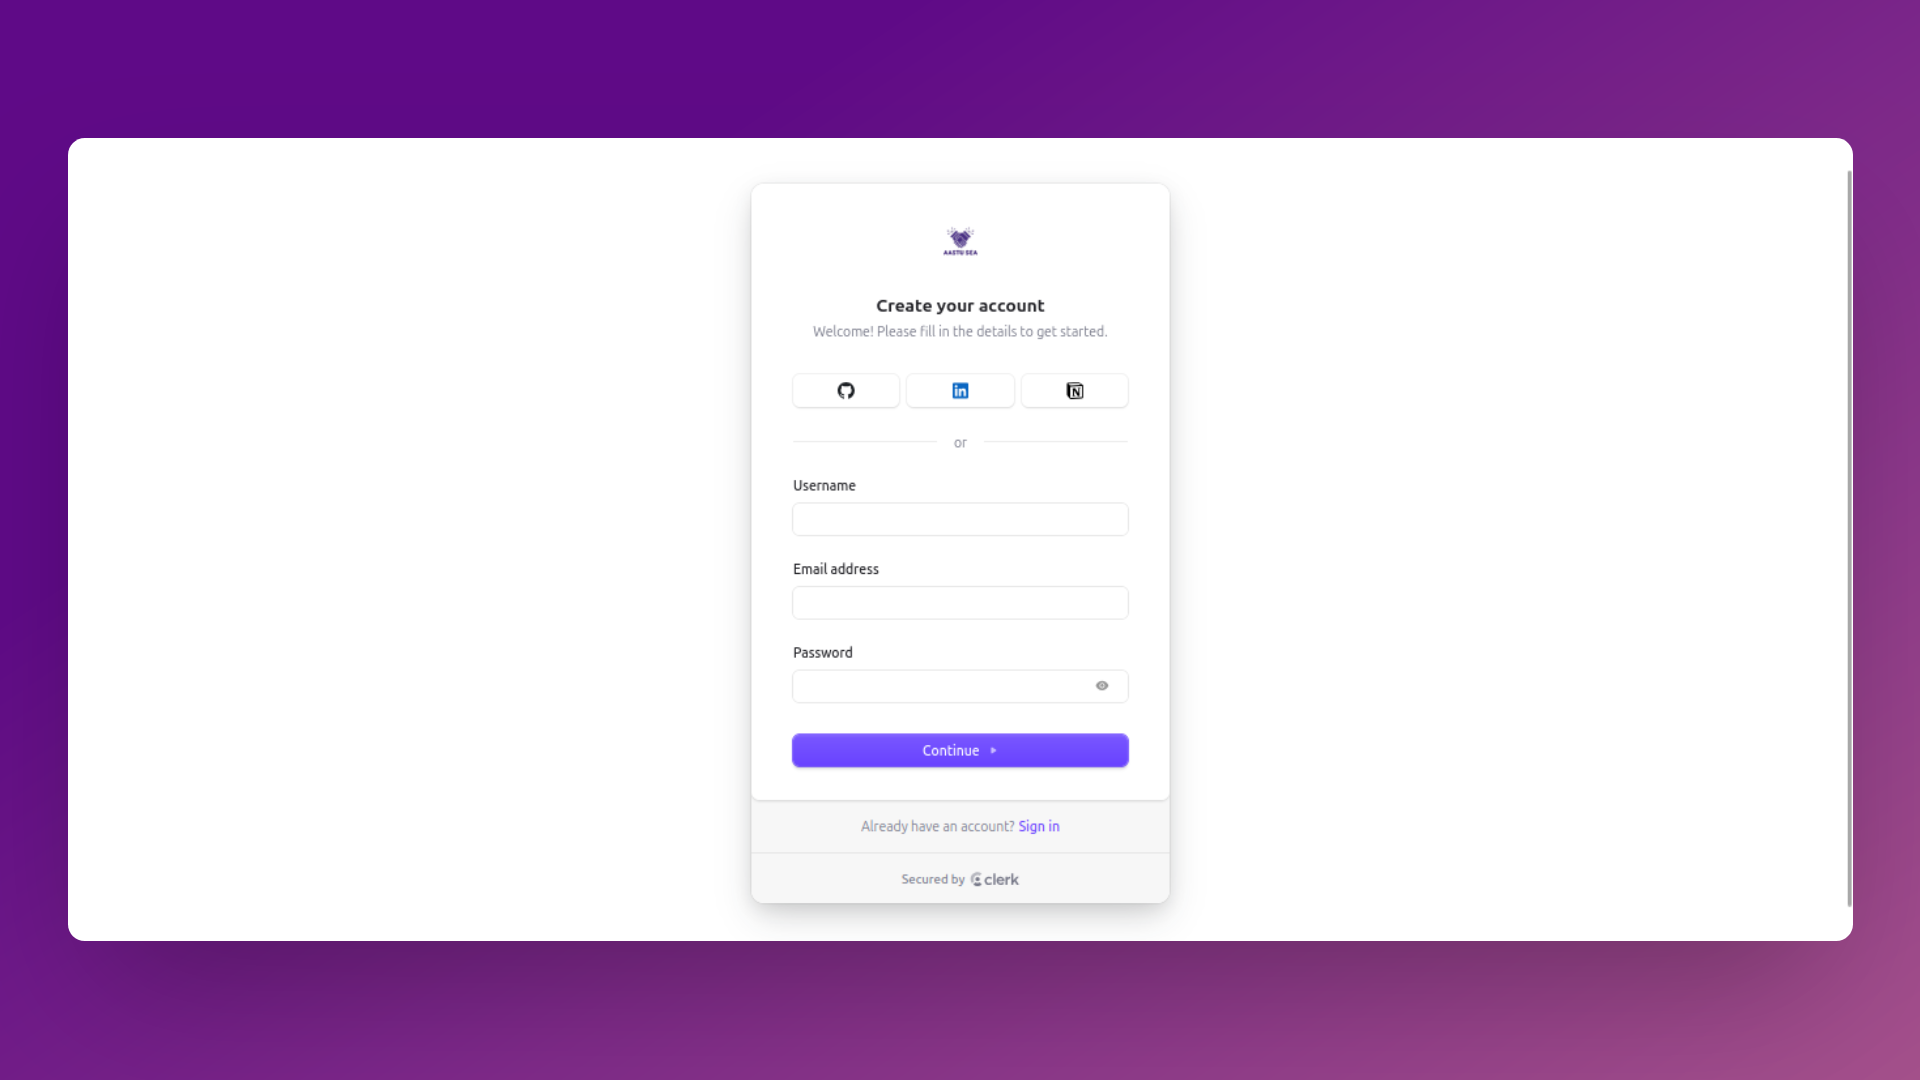 AASTU SEA
Create your account
Welcome! Please fill in the details to get started.
or
Username
Email address
Password
Continue
Already have an account? Sign in
Secured by clerk